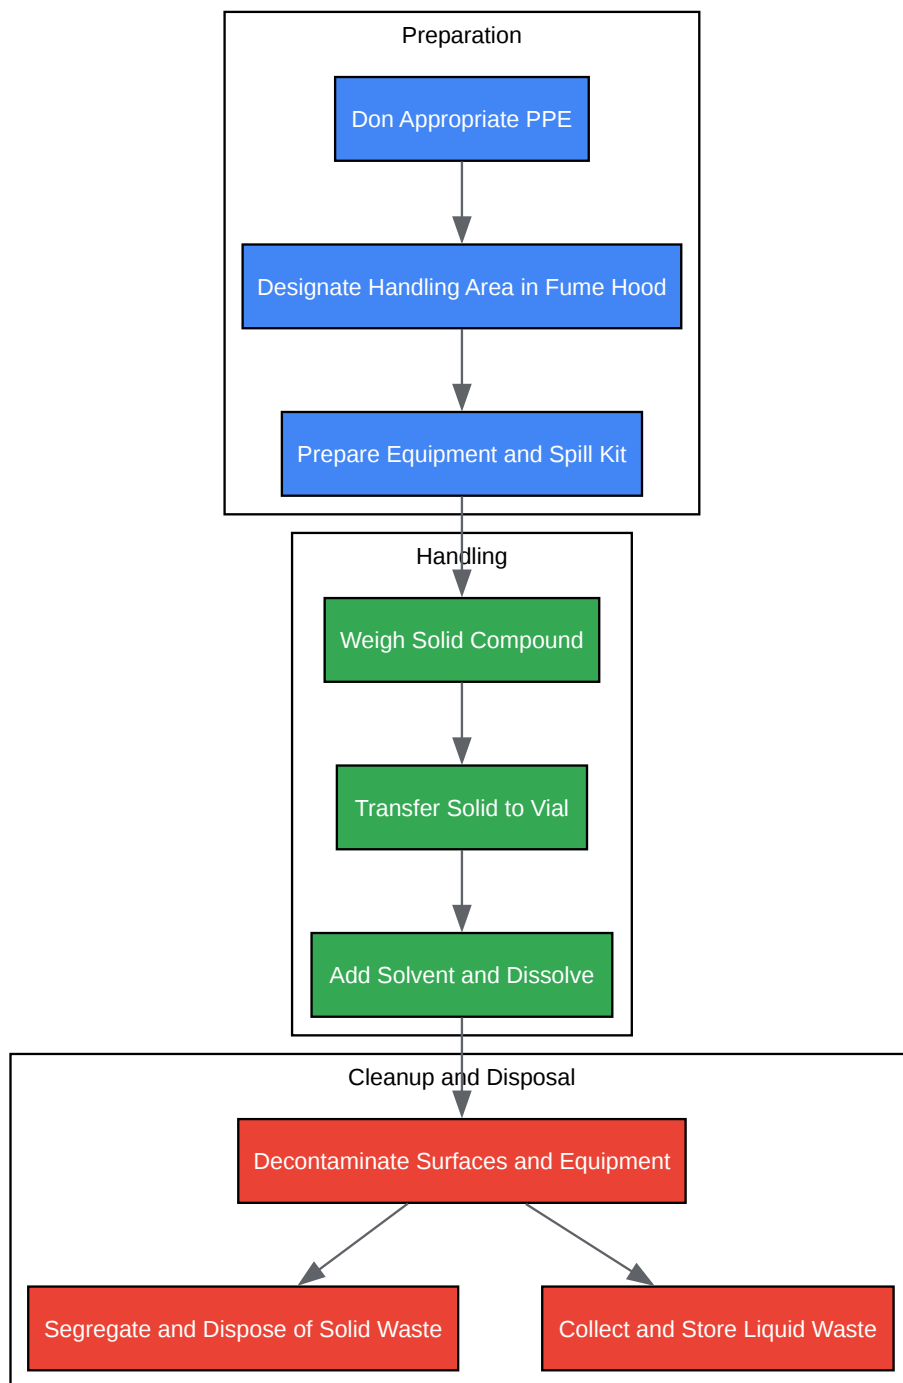 Preparation
Don Appropriate PPE
Designate Handling Area in Fume Hood
Prepare Equipment and Spill Kit
Handling
Weigh Solid Compound
Transfer Solid to Vial
Add Solvent and Dissolve
Cleanup and Disposal
Decontaminate Surfaces and Equipment
Segregate and Dispose of Solid Waste
Collect and Store Liquid Waste